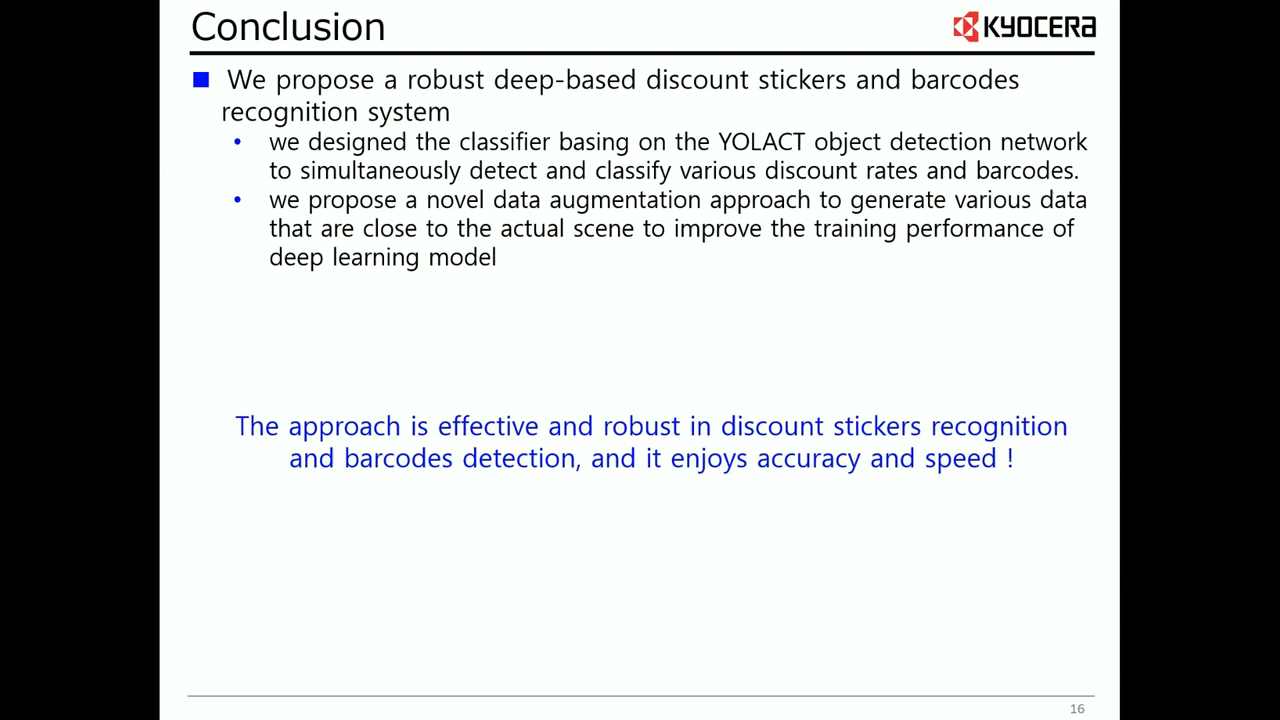 Conclusion
KYOCERA
We propose a robust deep-based discount stickers and barcodes
recognition system
• we designed the classifier basing on the YOLACT object detection network
to simultaneously detect and classify various discount rates and barcodes.
• we propose a novel data augmentation approach to generate various data
that are close to the actual scene to improve the training performance of
deep learning model
The approach is effective and robust in discount stickers recognition
and barcodes detection, and it enjoys accuracy and speed !
16